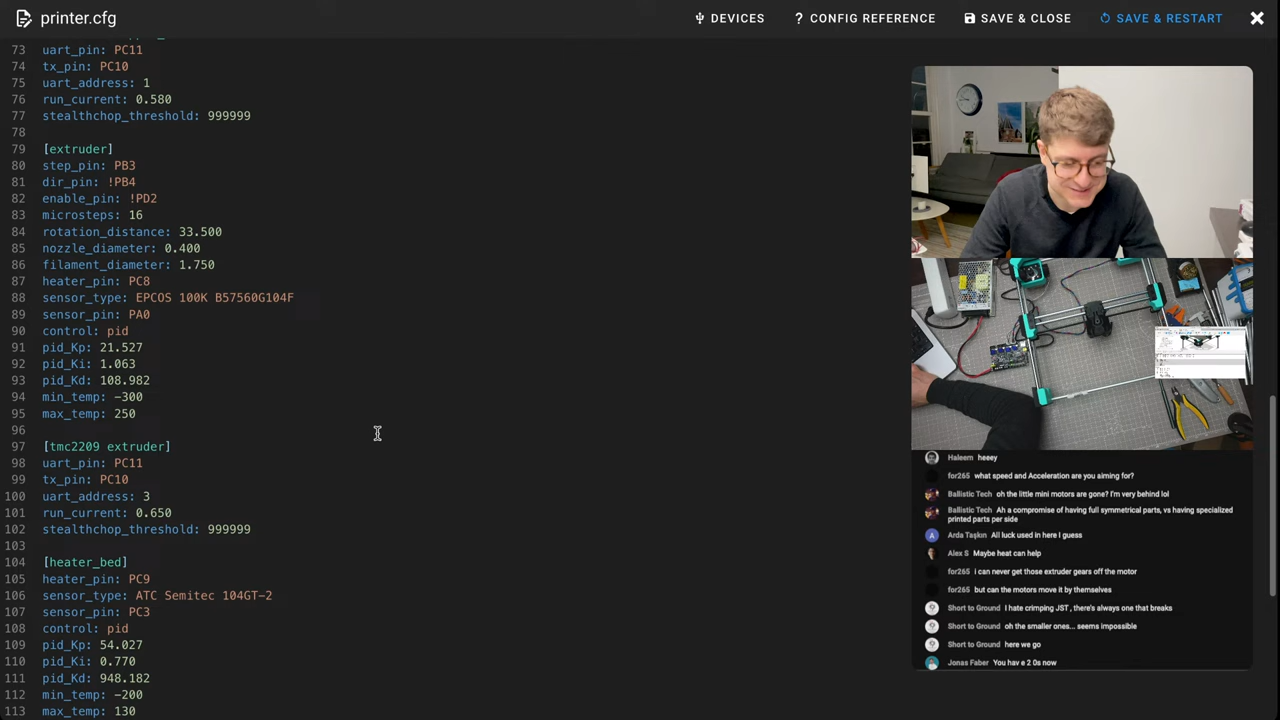 printer.cfg
DEVICES
? CONFIG REFERENCE
SAVE & CLOSE
SAVE & RESTART
73 uart_pin: PC11
74 tx_pin: PC10
75 uart_address: 1
76 run_current: 0.580
77 stealthchop_threshold: 999999
78
79 [extruder]
80 step_pin: PB3
81 dir_pin: !PB4
82 enable_pin: !PD2
83 microsteps: 16
84 rotation_distance: 33.500
85 nozzle_diameter: 0.400
86 filament_diameter: 1.750
87 heater_pin: PC8
88 sensor_type: EPCOS 100K B57560G104F
89 sensor_pin: PA0
90 control: pid
91 pid_Kp: 21.527
92 pid_Ki: 1.063
93 pid_Kd: 108.982
94 min_temp: -300
95 max_temp: 250
96
97 [tmc2209 extruder]
98 uart_pin: PC11
99 tx_pin: PC10
100 uart_address: 3
101 run_current: 0.650
102 stealthchop_threshold: 999999
103
104 [heater_bed]
105 heater_pin: PC9
106 sensor_type: ATC Semitec 104GT-2
107 sensor_pin: PC3
108 control: pid
109 pid_Kp: 54.027
110 pid_Ki: 0.770
111 pid_Kd: 948.182
112 min_temp: -200
113 max_temp: 130
Haleem heeey
for265 what speed and Acceleration are you aiming for?
Ballistic Tech oh the little mini motors are gone? I'm very behind lol
Ballistic Tech Ah a compromise of having full symmetrical parts, vs having specialized
printed parts per side
A
Arda Taşkın All luck used in here I guess
Alex S Maybe heat can help
for265 i can never get those extruder gears off the motor
for265 but can the motors move it by themselves
Short to Ground I hate crimping JST , there's always one that breaks
Short to Ground oh the smaller ones... seems impossible
Short to Ground here we go
Jonas Faber You hav e 2 0s now